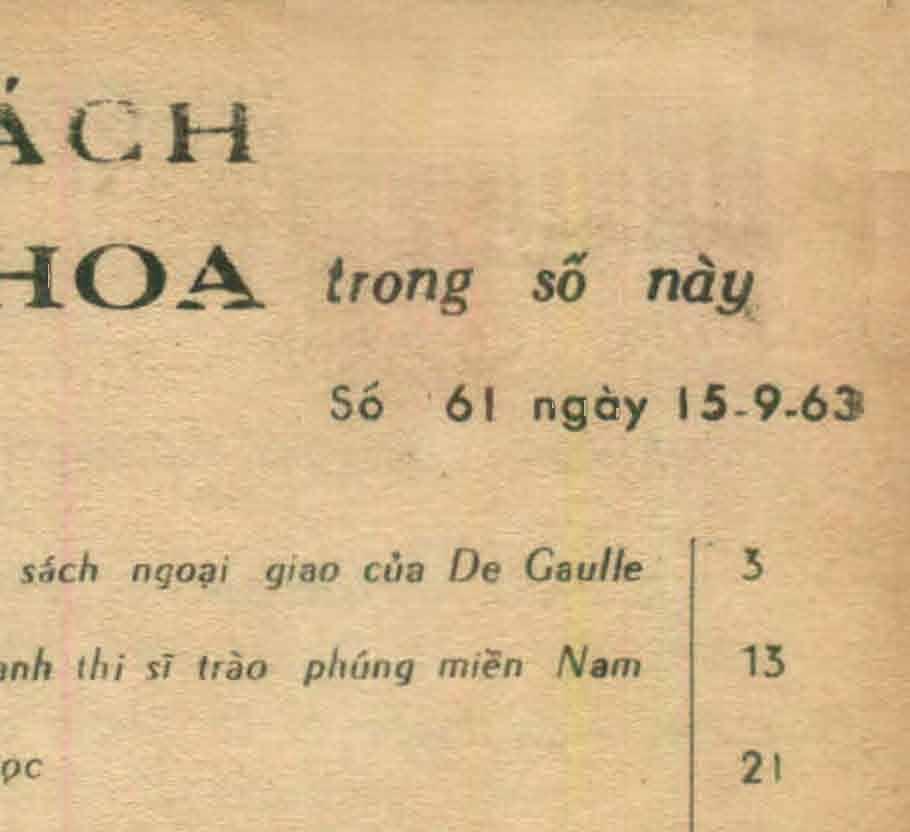 ÁCH
HOA trong số này
Số 61 ngày 15-9-63
sách ngoại giao của De Gaulle 3
anh thi sĩ trào phúng miền Nam 13
ọc 21